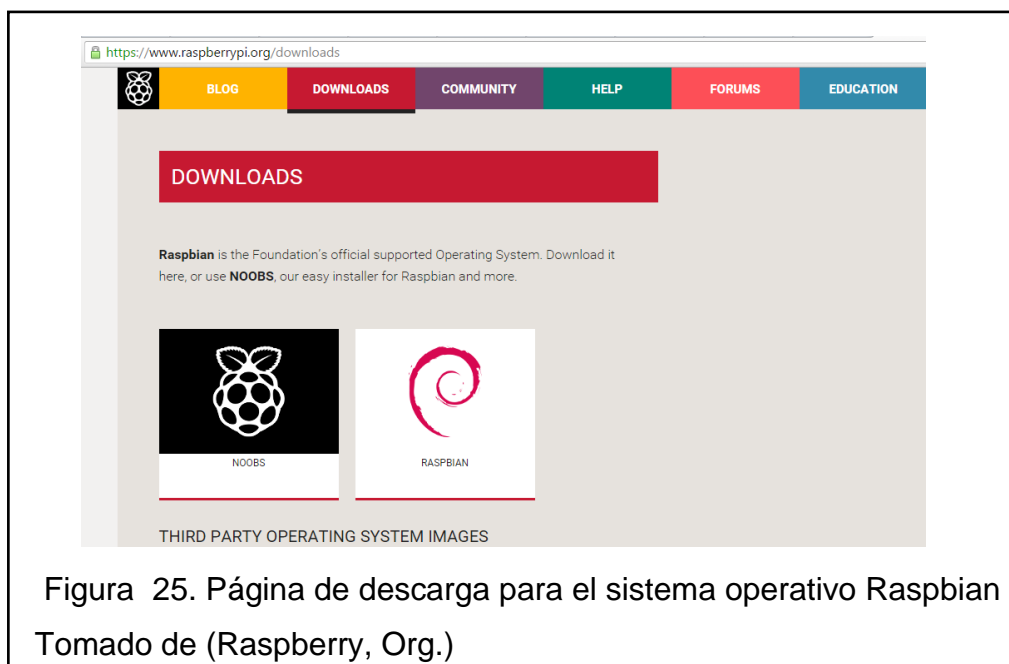 https://www.raspberrypi.org/downloads
BLOG DOWNLOADS COMMUNITY HELP FORUMS EDUCATION
DOWNLOADS
Raspbian is the Foundation's official supported Operating System. Download it
here, or use NOOBS, our easy installer for Raspbian and more.
NOOBS RASPBIAN
THIRD PARTY OPERATING SYSTEM IMAGES
Figura 25. Página de descarga para el sistema operativo Raspbian
Tomado de (Raspberry, Org.)